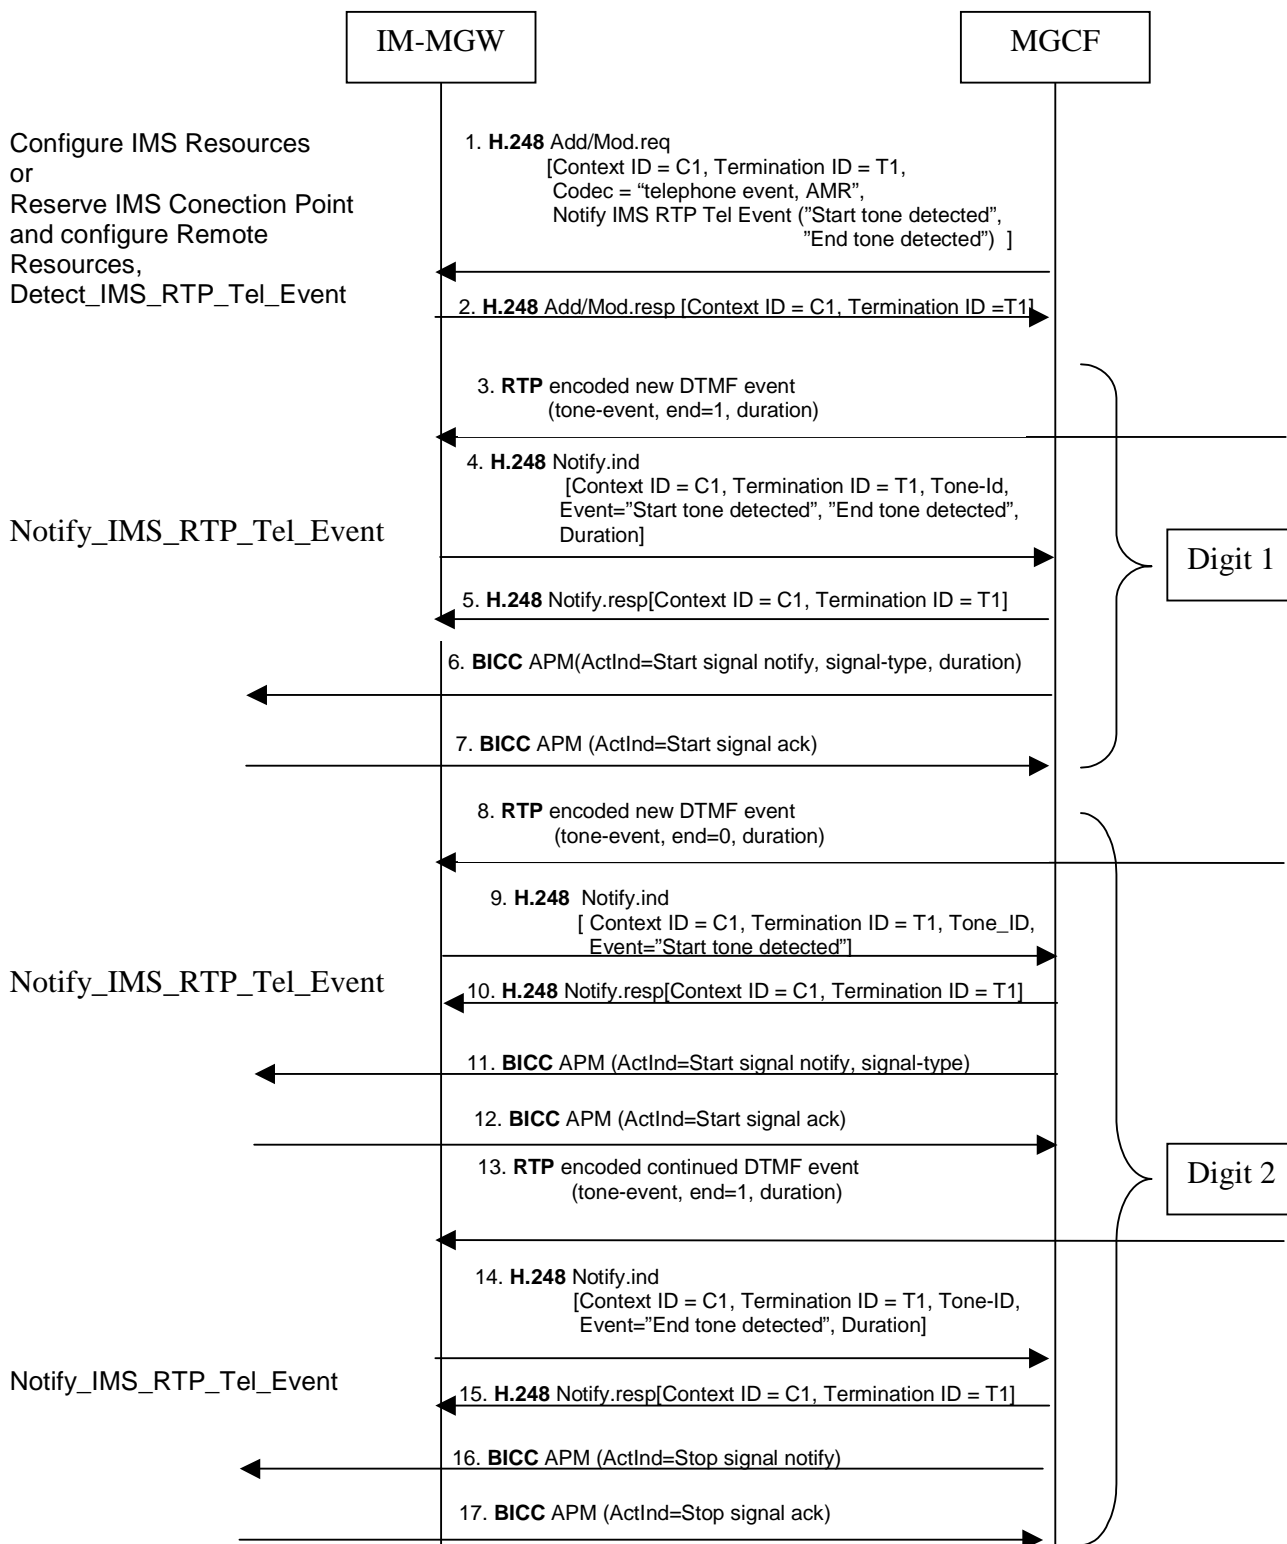 IM-MGW
MGCF
Configure IMS Resources
or
Reserve IMS Conection Point
and configure Remote
Resources,
Detect_IMS_RTP_Tel_Event
1. H.248 Add/Mod.req
[Context ID = C1, Termination ID = T1,
Codec = “telephone event, AMR”,
Notify IMS RTP Tel Event (”Start tone detected”,
”End tone detected”) ]
2. H.248 Add/Mod.resp [Context ID = C1, Termination ID =T1]
3. RTP encoded new DTMF event
(tone-event, end=1, duration)
4. H.248 Notify.ind
[Context ID = C1, Termination ID = T1, Tone-Id,
Event=”Start tone detected”, ”End tone detected”,
Duration]
Notify_IMS_RTP_Tel_Event
Digit 1
5. H.248 Notify.resp[Context ID = C1, Termination ID = T1]
6. BICC APM(ActInd=Start signal notify, signal-type, duration)
7. BICC APM (ActInd=Start signal ack)
8. RTP encoded new DTMF event
(tone-event, end=0, duration)
9. H.248 Notify.ind
[ Context ID = C1, Termination ID = T1, Tone_ID,
Event=”Start tone detected”]
Notify_IMS_RTP_Tel_Event
10. H.248 Notify.resp[Context ID = C1, Termination ID = T1]
11. BICC APM (ActInd=Start signal notify, signal-type)
12. BICC APM (ActInd=Start signal ack)
13. RTP encoded continued DTMF event
(tone-event, end=1, duration)
Digit 2
14. H.248 Notify.ind
[Context ID = C1, Termination ID = T1, Tone-ID,
Event=”End tone detected”, Duration]
Notify_IMS_RTP_Tel_Event
15. H.248 Notify.resp[Context ID = C1, Termination ID = T1]
16. BICC APM (ActInd=Stop signal notify)
17. BICC APM (ActInd=Stop signal ack)